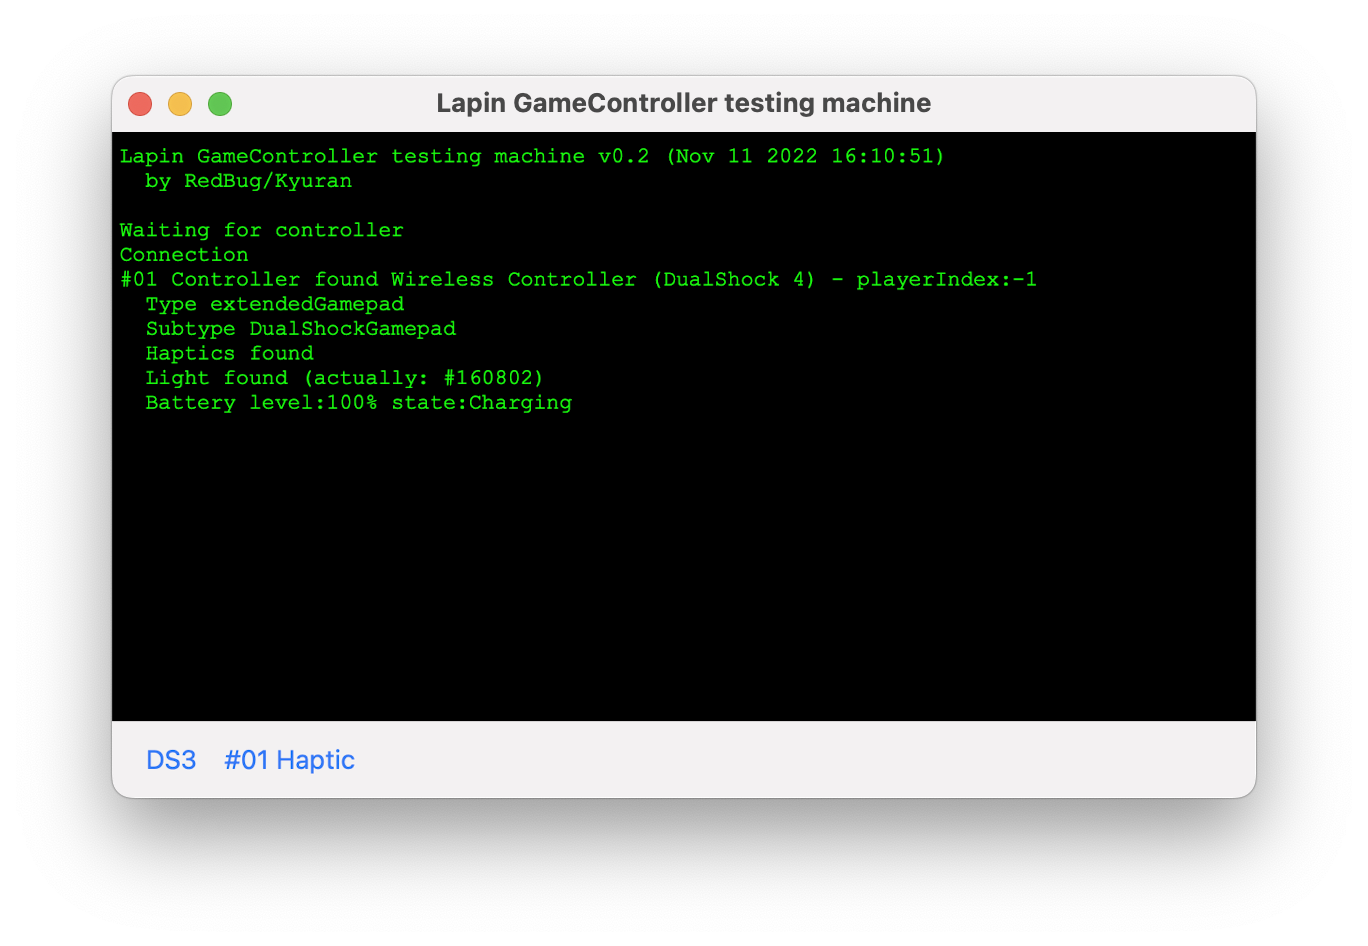 Lapin GameController testing machine
Lapin GameController testing machine v0.2 (Nov 11 2022 16:10:51)
by RedBug/Kyuran
Waiting for controller
Connection
#01 Controller found Wireless Controller (DualShock 4) - playerIndex:-1
Type extendedGamepad
Subtype DualShockGamepad
Haptics found
Light found (actually: #160802)
Battery level:100% state:Charging
DS3 #01 Haptic